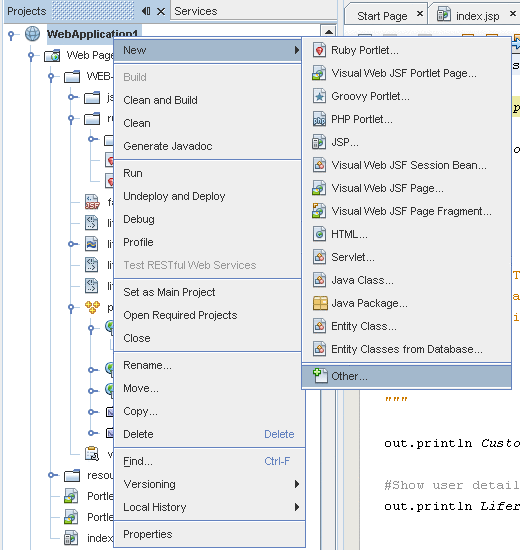 Projects
Services
Start Page
index.jsp
WebApplication1
Web Page
WEB-
js
ru
fa
lif
lif
lif
p
resou
Portle
Portle
index
New
Build
Clean and Build
Clean
Generate Javadoc
Run
Undeploy and Deploy
Debug
Profile
Test RESTful Web Services
Set as Main Project
Open Required Projects
Close
Rename...
Move...
Copy...
Delete Delete
Find... Ctrl-F
Versioning
Local History
Properties
Ruby Portlet...
Visual Web JSF Portlet Page...
Groovy Portlet...
PHP Portlet...
JSP...
Visual Web JSF Session Bean...
Visual Web JSF Page...
Visual Web JSF Page Fragment...
HTML...
Servlet...
Java Class...
Java Package...
Entity Class...
Entity Classes from Database...
Other...
"""
out.println Custo
#Show user detail
out.println Lifer